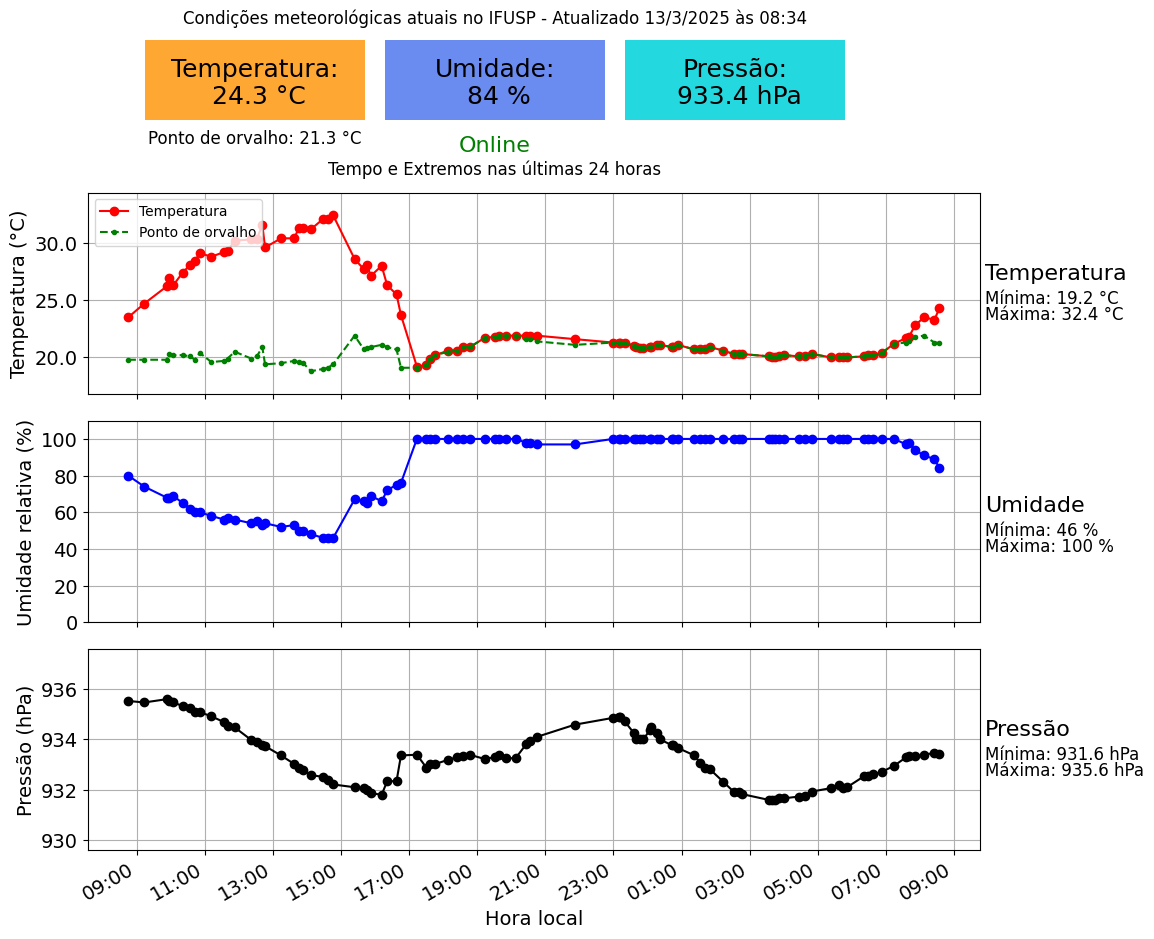 Condições meteorológicas atuais no IFUSP - Atualizado 13/3/2025 às 08:34
Temperatura:
24.3 °C
Umidade:
84 %
Pressão:
933.4 hPa
Ponto de orvalho: 21.3 °C
Online
Tempo e Extremos nas últimas 24 horas
Temperatura (°C)
30.0
25.0
20.0
Temperatura
Ponto de orvalho
Temperatura
Mínima: 19.2 °C
Máxima: 32.4 °C
Umidade relativa (%)
100
80
60
40
20
0
Umidade
Mínima: 46 %
Máxima: 100 %
Pressão (hPa)
936
934
932
930
Pressão
Mínima: 931.6 hPa
Máxima: 935.6 hPa
09:00
11:00
13:00
15:00
17:00
19:00
21:00
23:00
01:00
03:00
05:00
07:00
09:00
Hora local